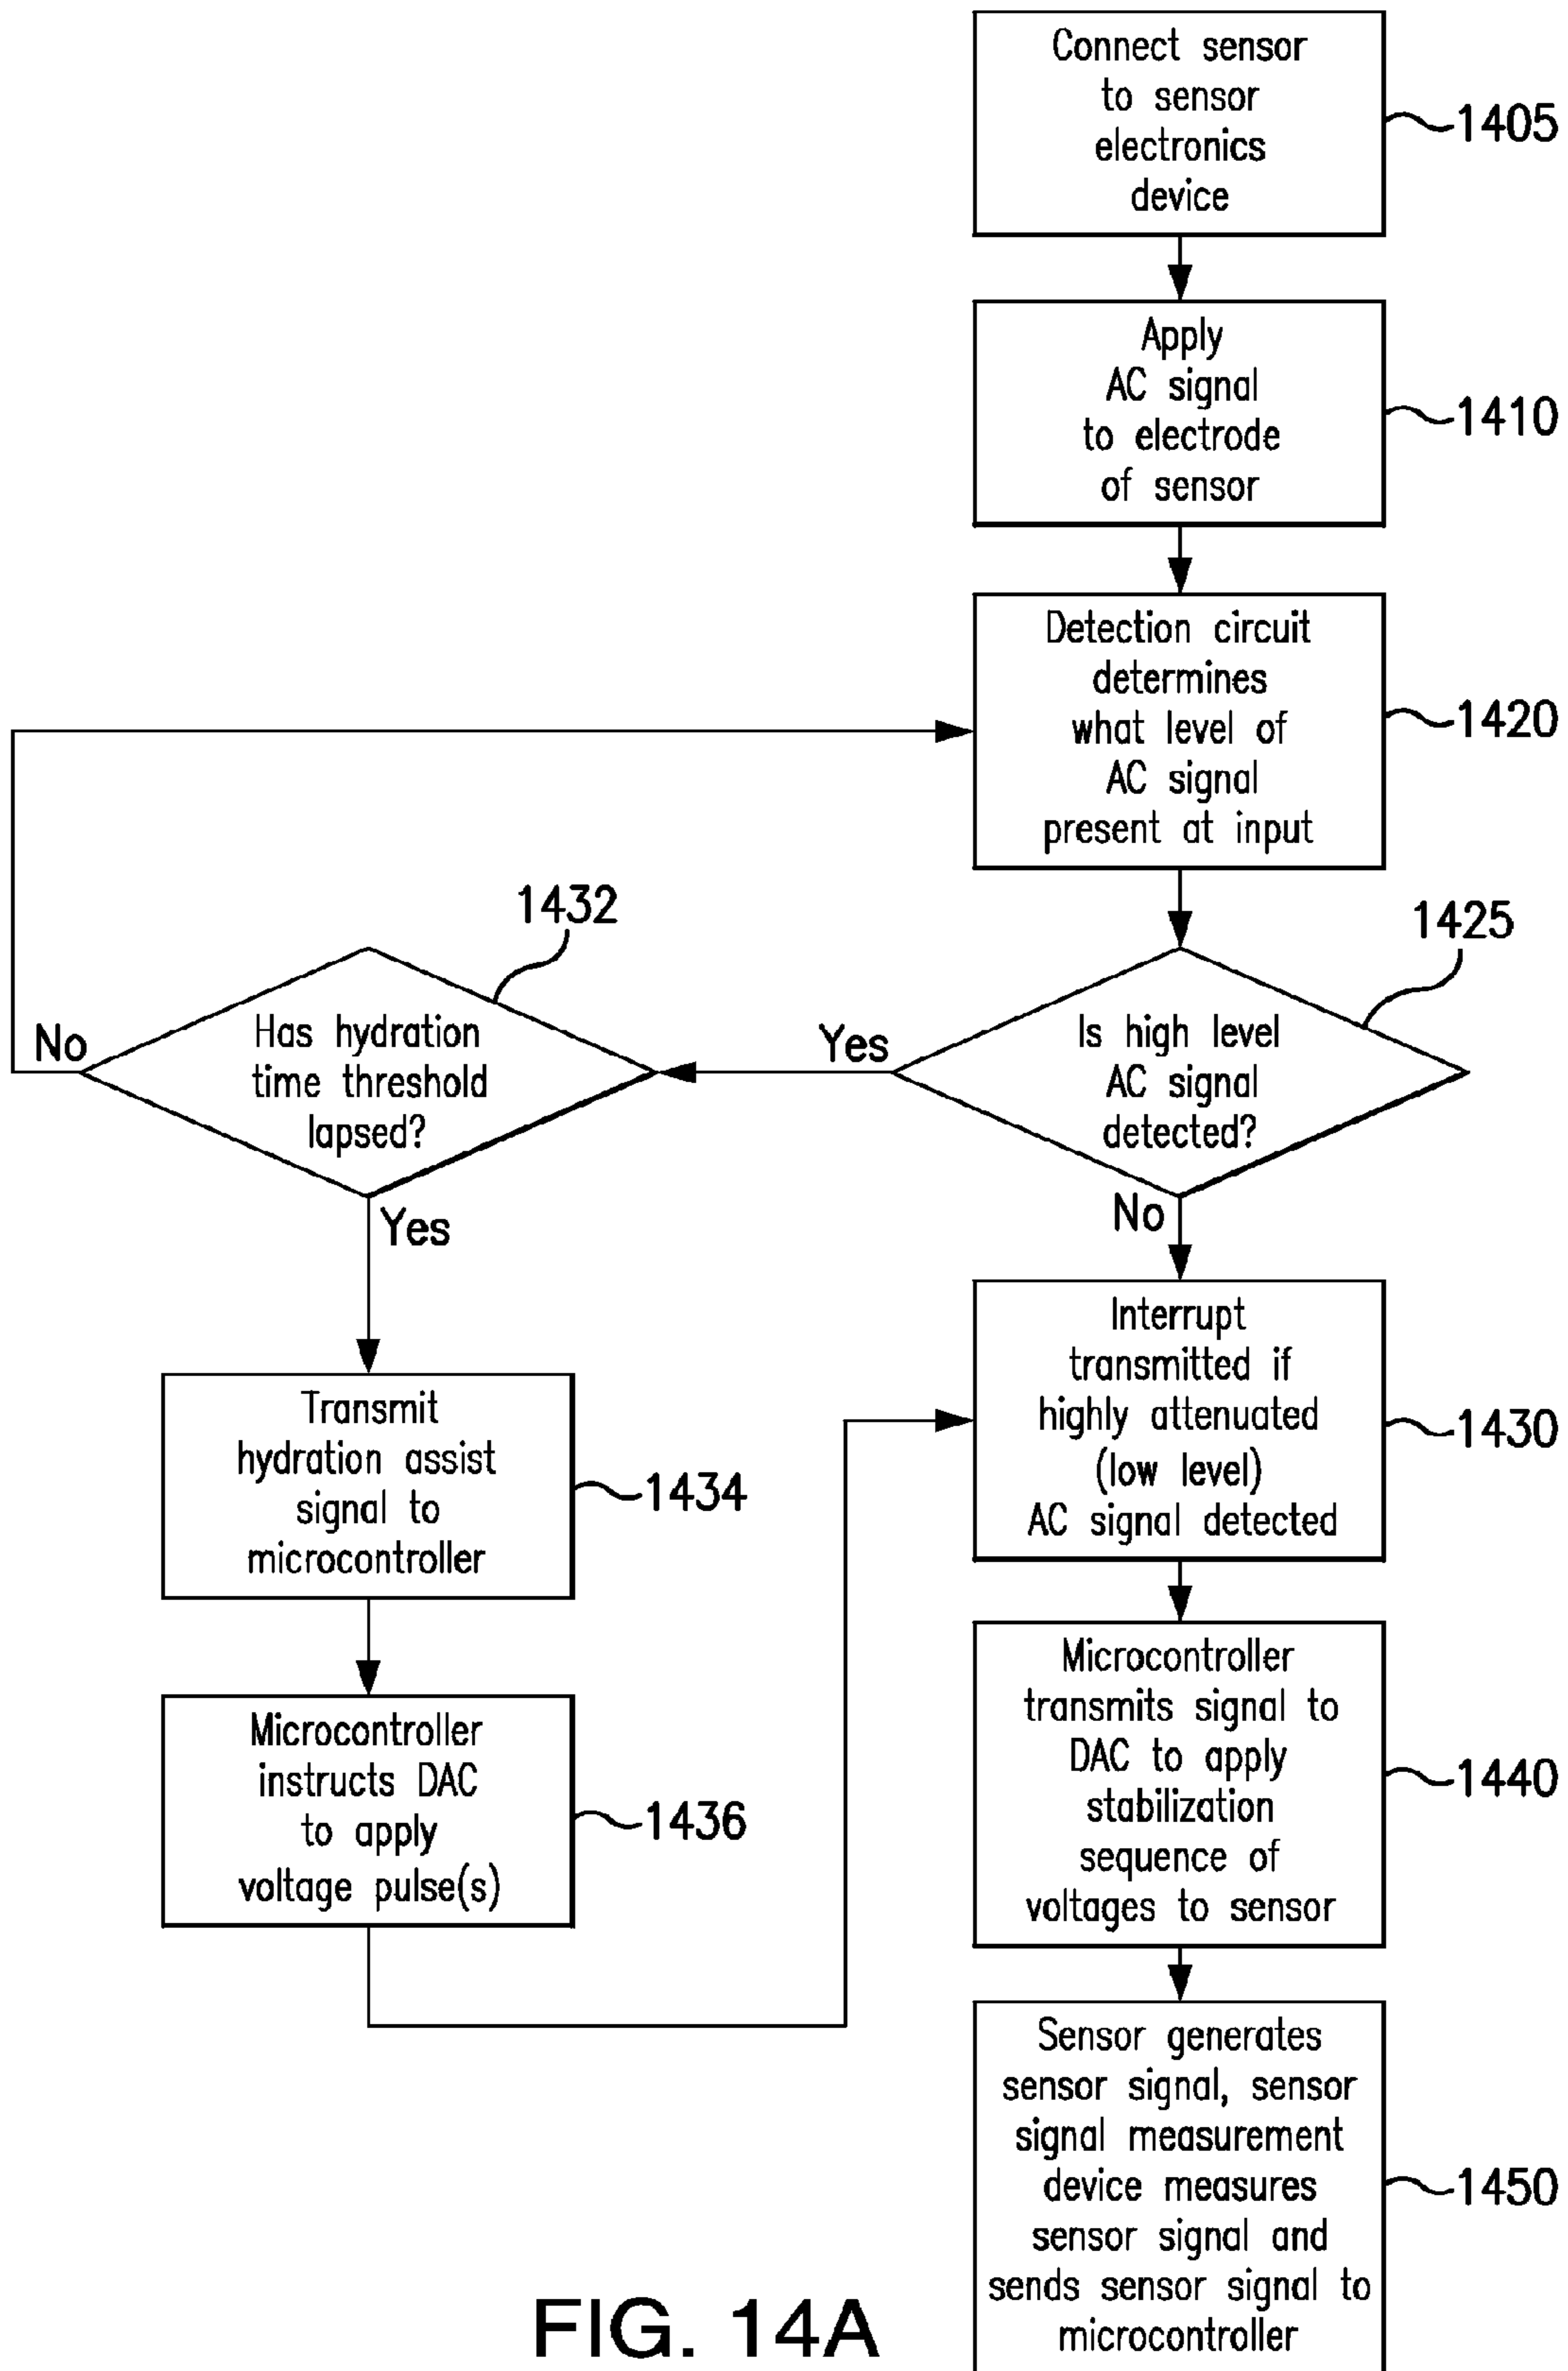 Connect sensor
to sensor
electronics
device
1405
Apply
AC signal
to electrode
of sensor
1410
Detection circuit
determines
what level of
AC signal
present at input
1420
1432
1425
Has hydration
time threshold
lapsed?
No
Yes
Is high level
AC signal
detected?
Yes
No
Interrupt
transmitted if
highly attenuated
(low level)
AC signal detected
1430
Transmit
hydration assist
signal to
microcontroller
1434
Microcontroller
instructs DAC
to apply
voltage pulse(s)
1436
Microcontroller
transmits signal to
DAC to apply
stabilization
sequence of
voltages to sensor
1440
Sensor generates
sensor signal, sensor
signal measurement
device measures
sensor signal and
sends sensor signal to
microcontroller
1450
FIG. 14A